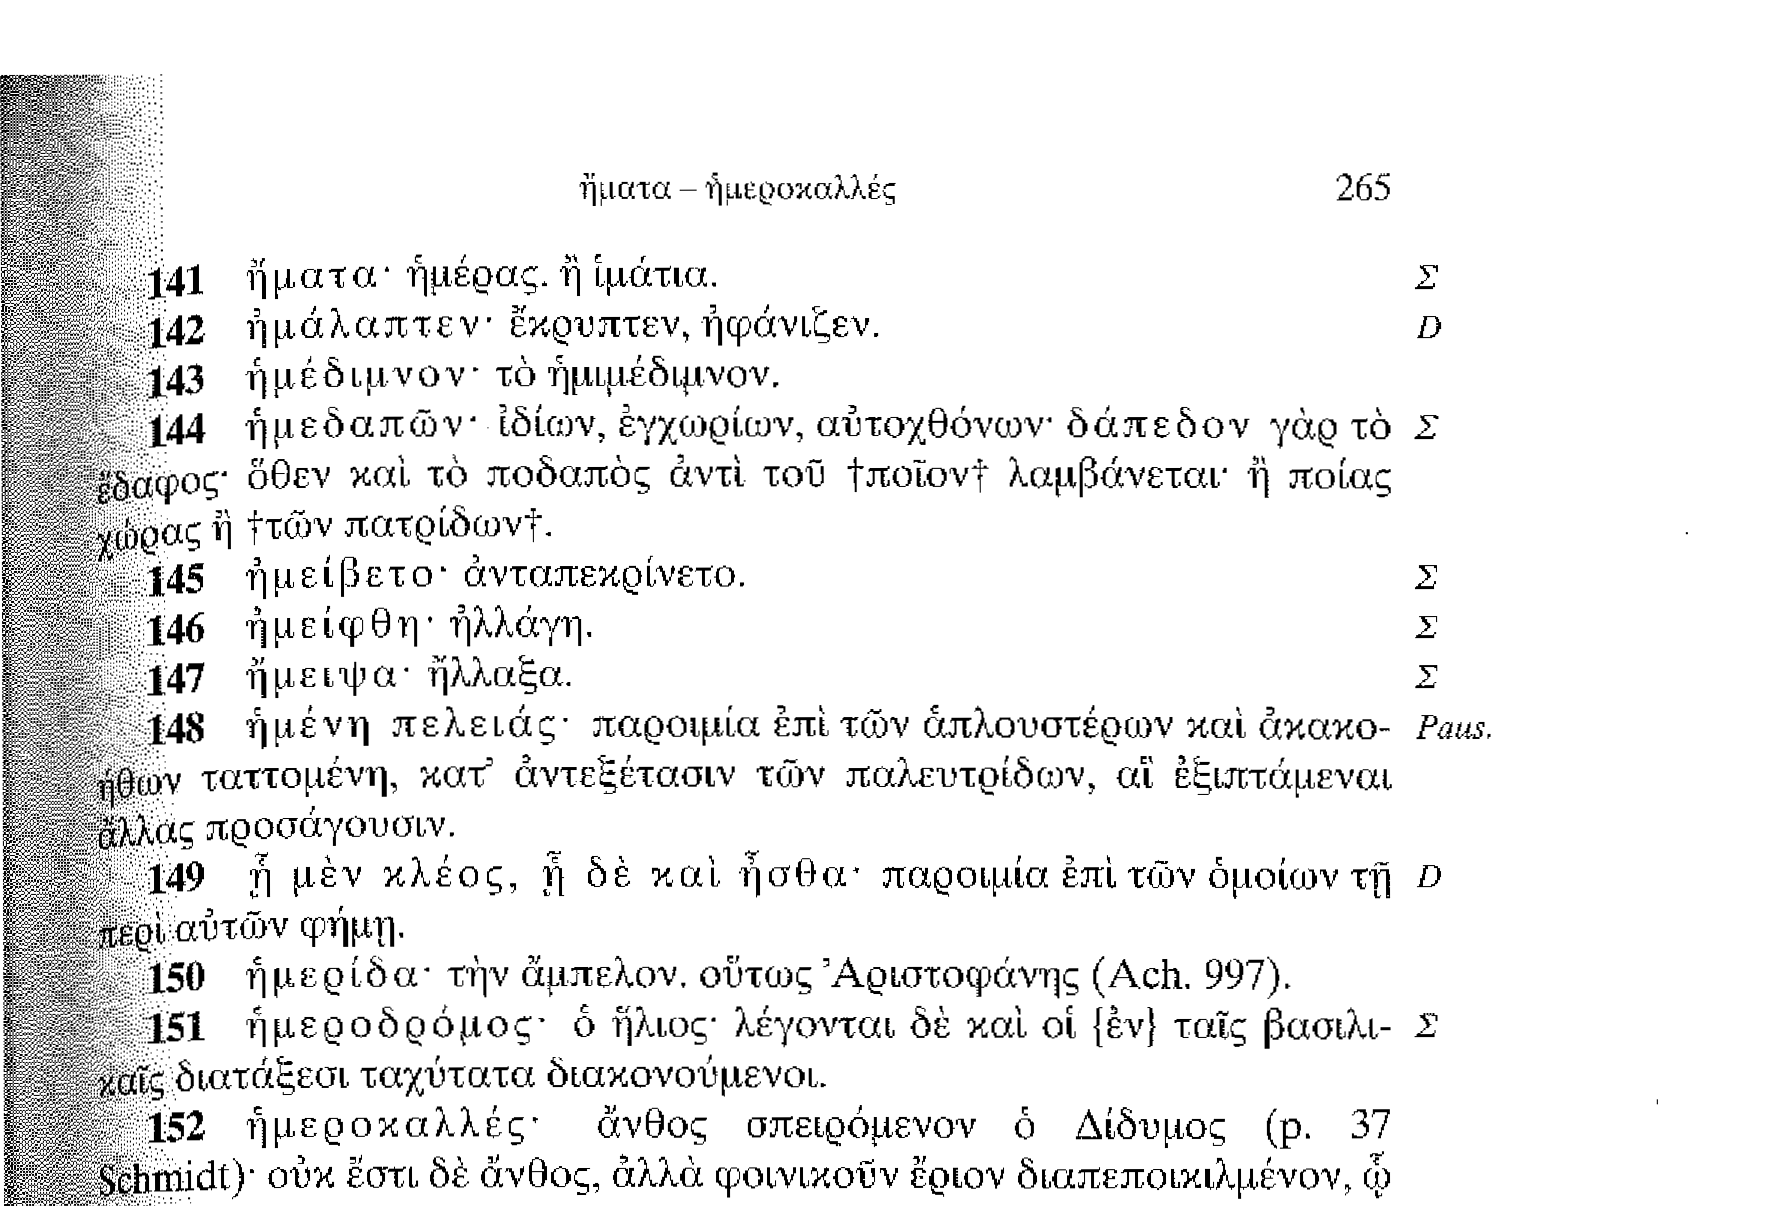 ἤματα – ἡμεροκαλλές 265
141 ἤματα· ἡμέρας. ἢ ἱμάτια. Σ
142 ἠμάλαπτεν· ἔκρυπτεν, ἠφάνιζεν. D
143 ἡμέδιμνον· τὸ ἡμιμέδιμνον.
144 ἡμεδαπῶν· ἰδίων, ἐγχωρίων, αὐτοχθόνων· δάπεδον γὰρ τὸ Σ
ἔδαφος· ὅθεν καὶ τὸ ποδαπὸς ἀντὶ τοῦ †ποῖον† λαμβάνεται· ἢ ποίας
χώρας ἢ †τῶν πατρίδων†.
145 ἠμείβετο· ἀνταπεκρίνετο. Σ
146 ἠμείφθη· ἠλλάγη. Σ
147 ἤμειψα· ἤλλαξα. Σ
148 ἡμένη πελειάς· παροιμία ἐπὶ τῶν ἁπλουστέρων καὶ ἀκακο- Paus.
ήθων ταττομένη, κατ’ ἀντεξέτασιν τῶν παλευτρίδων, αἳ ἐξιπτάμεναι
ἄλλας προσάγουσιν.
149 ᾗ μὲν κλέος, ᾗ δὲ καὶ ἦσθα· παροιμία ἐπὶ τῶν ὁμοίων τῇ D
περὶ αὐτῶν φήμῃ.
150 ἡμερίδα· τὴν ἄμπελον. οὕτως Ἀριστοφάνης (Ach. 997).
151 ἡμεροδρόμος· ὁ ἥλιος· λέγονται δὲ καὶ οἱ {ἐν} ταῖς βασιλι- Σ
καῖς διατάξεσι ταχύτατα διακονούμενοι.
152 ἡμεροκαλλές· ἄνθος σπειρόμενον ὁ Δίδυμος (p. 37
Schmidt)· οὐκ ἔστι δὲ ἄνθος, ἀλλὰ φοινικοῦν ἔριον διαπεποικιλμένον, ᾧ